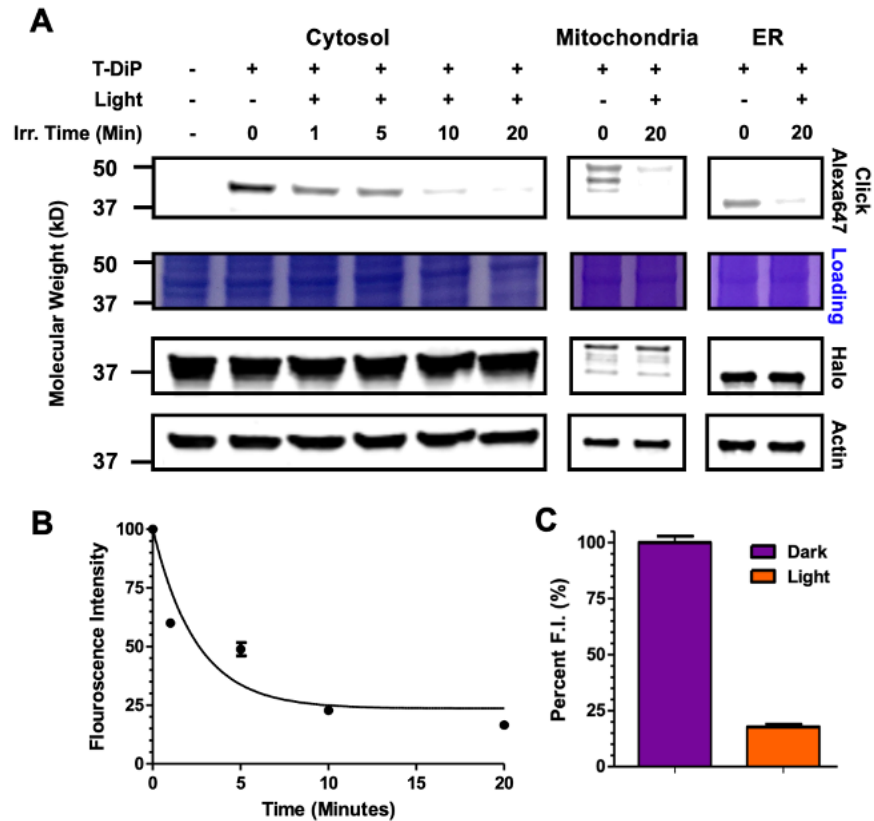 A
Cytosol Mitochondria ER
T-DiP - + + + + + + + + +
Light - - + + + + - + - +
Irr. Time (Min) - 0 1 5 10 20 0 20 0 20
Molecular Weight (kD)
50
37
Click
Alexa647
50
37
Loading
37
Halo
37
Actin
B
Flouroscence Intensity
100
75
50
25
0
0 5 10 15 20
Time (Minutes)
C
Percent F.I. (%)
100
75
50
25
0
Dark
Light